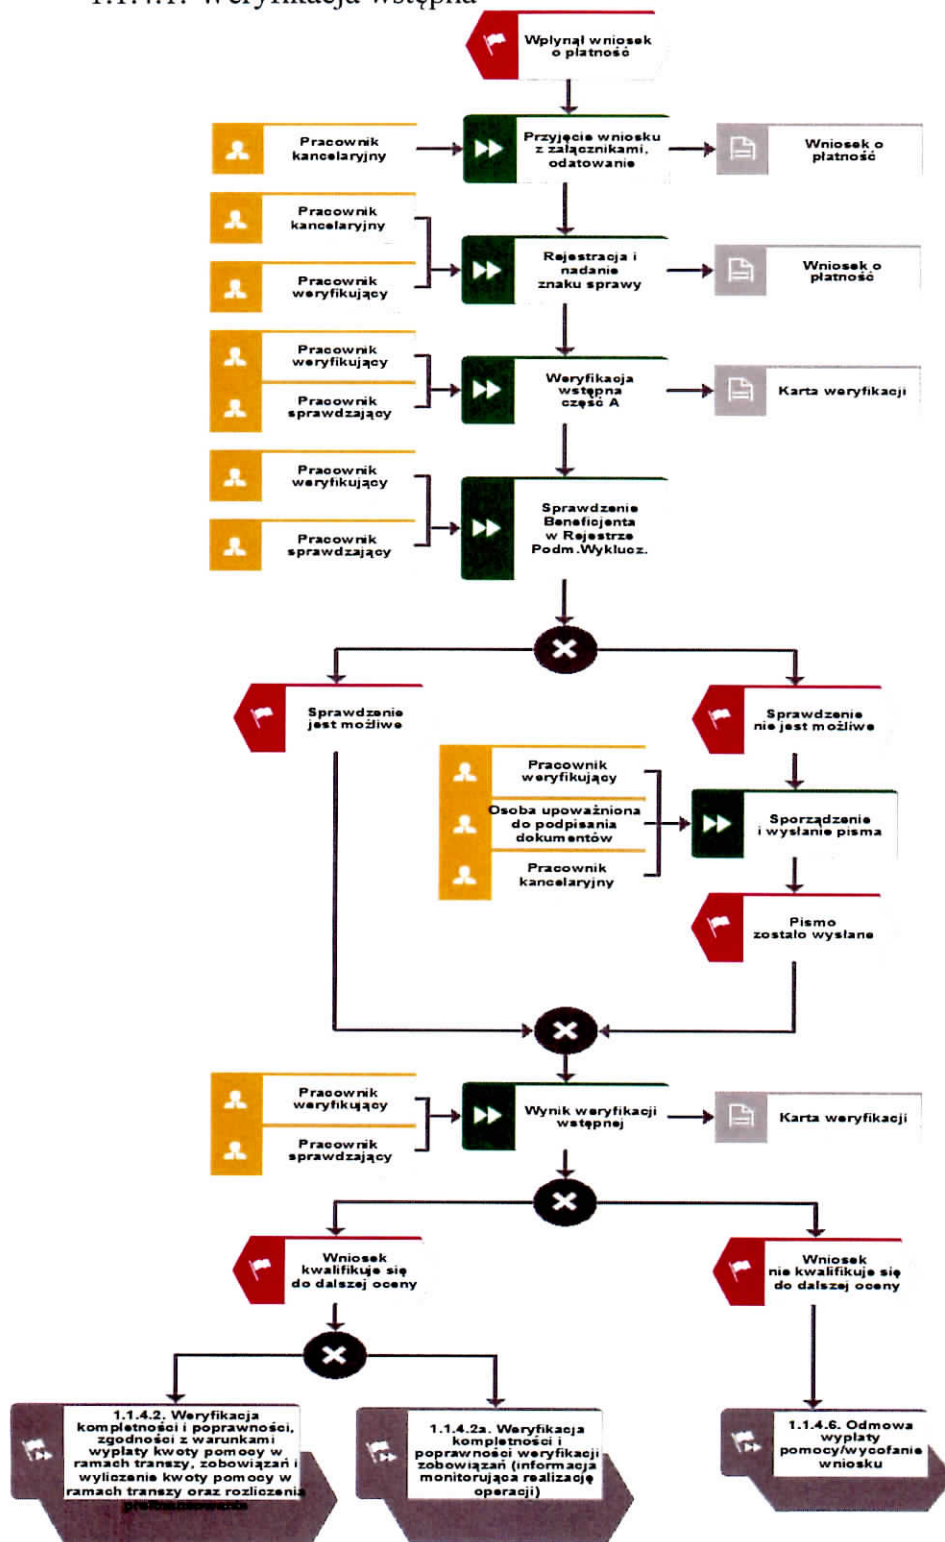 1.1.4.1. Weryfikacja wstępna
Wpłynął wniosek
o płatność
Pracownik
kancelaryjny
Przyjęcie wniosku
z załącznikami,
odatowanie
Wniosek o
płatność
Pracownik
kancelaryjny
Pracownik
weryfikujący
Rejestracja i
nadanie
znaku sprawy
Wniosek o
płatność
Pracownik
weryfikujący
Pracownik
sprawdzający
Weryfikacja
wstępna
część A
Karta weryfikacji
Pracownik
weryfikujący
Pracownik
sprawdzający
Sprawdzenie
Beneficjenta
w Rejestrze
Podm.Wyklucz.
Sprawdzenie
jest możliwe
Sprawdzenie
nie jest możliwe
Pracownik
weryfikujący
Osoba upoważniona
do podpisania
dokumentów
Pracownik
kancelaryjny
Sporządzenie
i wysłanie pisma
Pismo
zostało wysłane
Pracownik
weryfikujący
Pracownik
sprawdzający
Wynik weryfikacji
wstępnej
Karta weryfikacji
Wniosek
kwalifikuje się
do dalszej oceny
Wniosek
nie kwalifikuje się
do dalszej oceny
1.1.4.2. Weryfikacja
kompletności i poprawności,
zgodności z warunkami
wypłaty kwoty pomocy w
ramach transzy, zobowiązań i
wyliczenie kwoty pomocy w
ramach transzy oraz rozliczenia
prefinansowania
1.1.4.2a. Weryfikacja
kompletności i
poprawności weryfikacji
zobowiązań (informacja
monitorująca realizację
operacji)
1.1.4.6. Odmowa
wypłaty
pomocy/wycofanie
wniosku